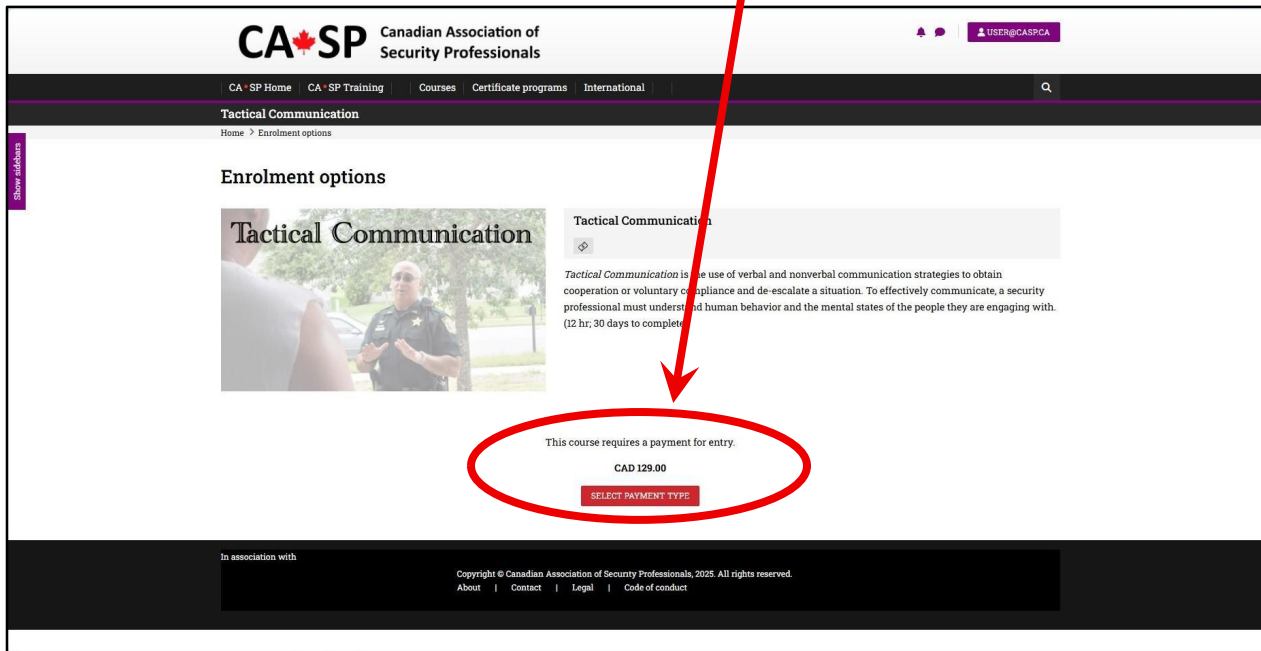 CA SP Canadian Association of
Security Professionals
USER@CASP.CA
CA*SP Home CA*SP Training Courses Certificate programs International
Tactical Communication
Home > Enrolment options
Show sidebars
Enrolment options
Tactical Communication
Tactical Communication
Tactical Communication is the use of verbal and nonverbal communication strategies to obtain
cooperation or voluntary compliance and de-escalate a situation. To effectively communicate, a security
professional must understand human behavior and the mental states of the people they are engaging with.
(12 hr; 30 days to complete
This course requires a payment for entry.
CAD 129.00
SELECT PAYMENT TYPE
In association with
Copyright © Canadian Association of Security Professionals, 2025. All rights reserved.
About | Contact | Legal | Code of conduct